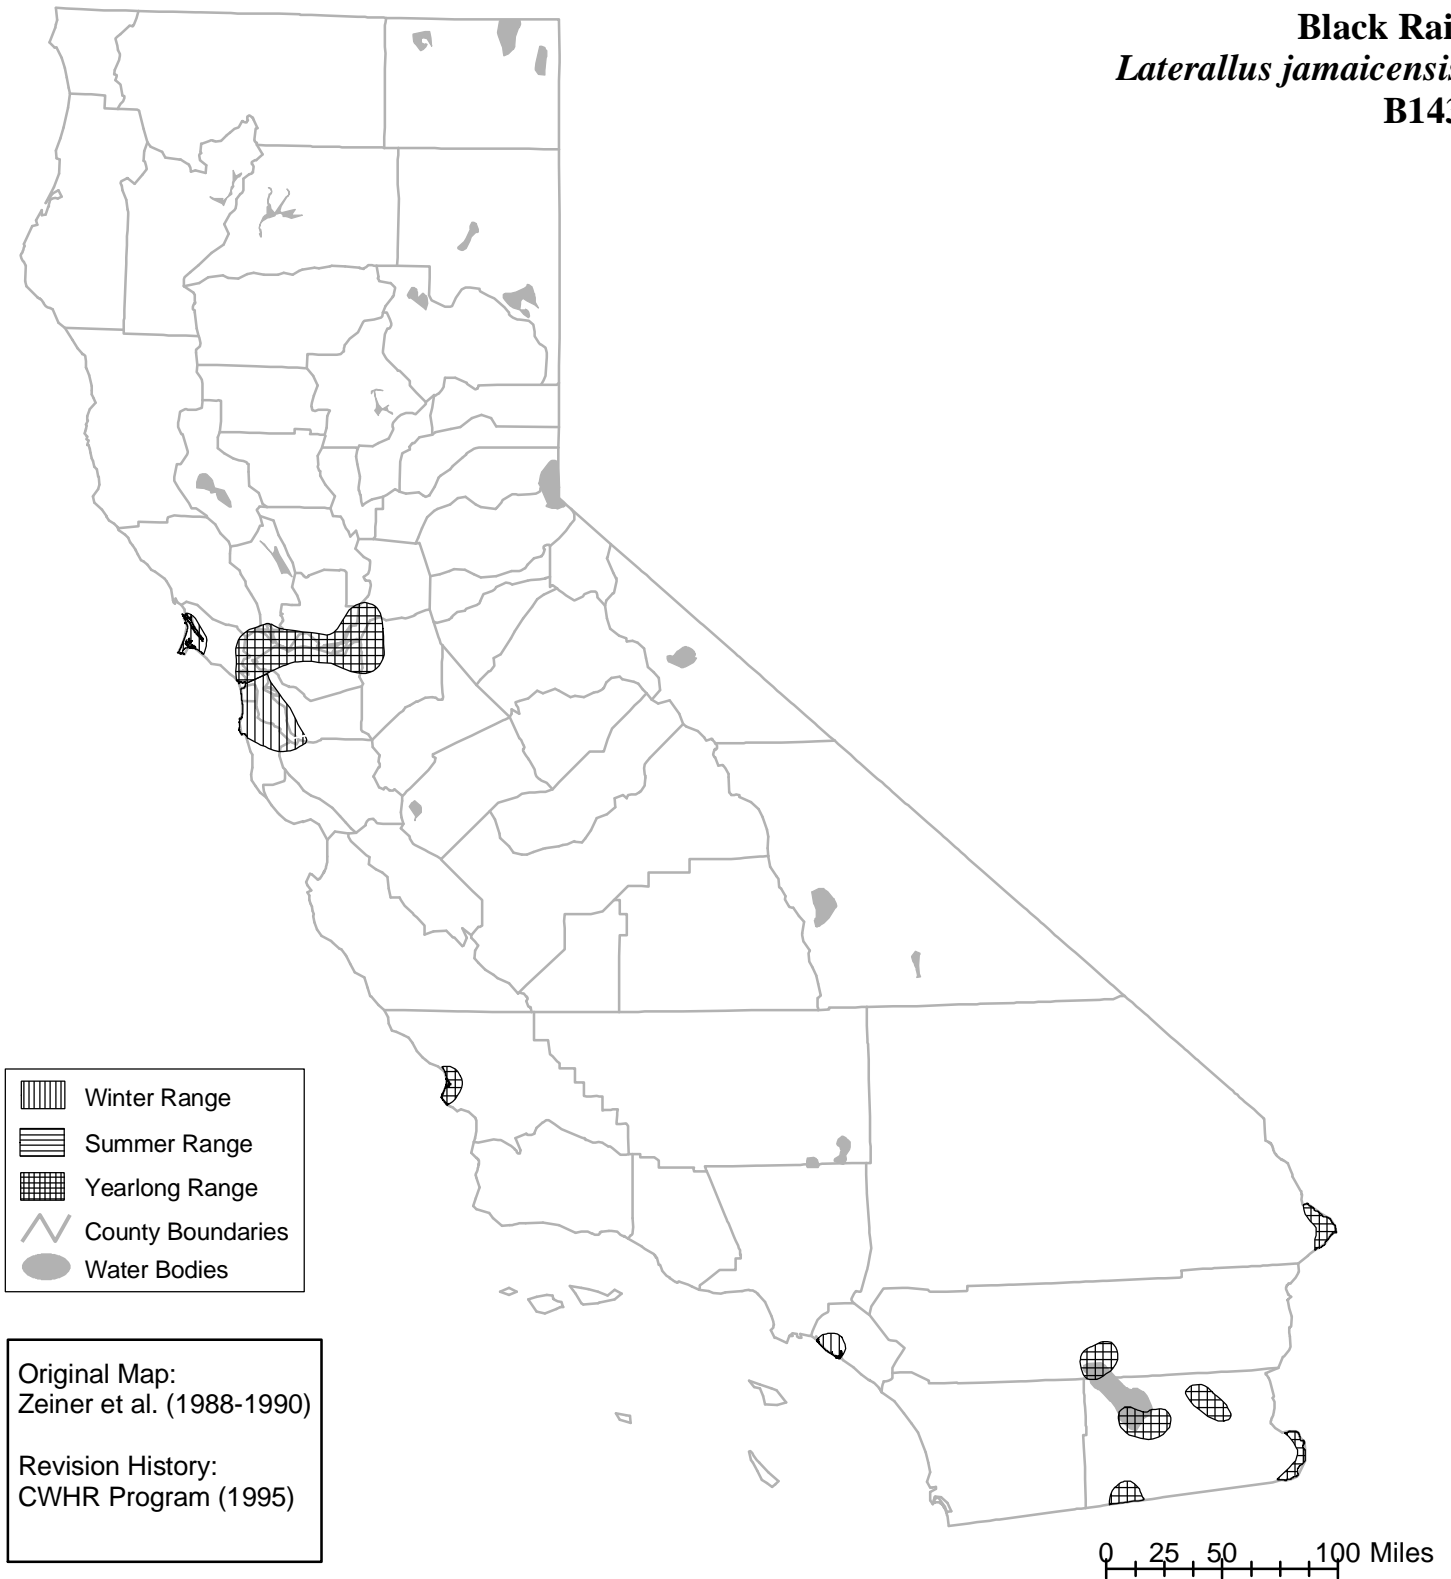 Black Rai
Laterallus jamaicensis
B143
Winter Range
Summer Range
Yearlong Range
County Boundaries
Water Bodies
Original Map:
Zeiner et al. (1988-1990)
Revision History:
CWHR Program (1995)
0 25 50 100 Miles